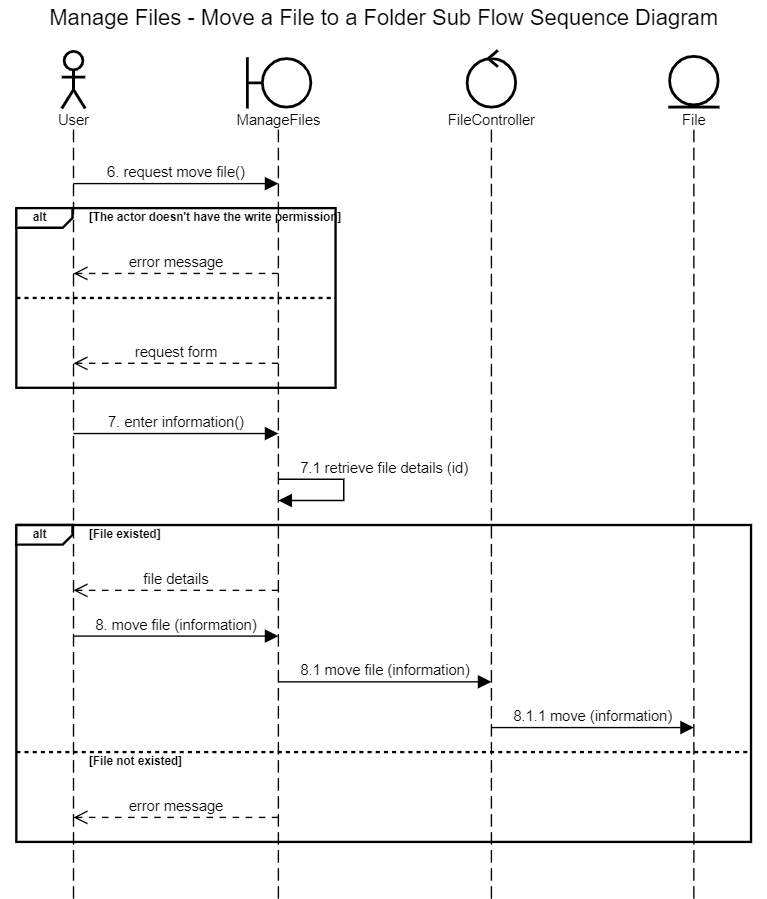 Manage Files - Move a File to a Folder Sub Flow Sequence Diagram
User
ManageFiles
FileController
File
6. request move file()
alt
[The actor doesn't have the write permission]
error message
request form
7. enter information()
7.1 retrieve file details (id)
alt
[File existed]
file details
8. move file (information)
8.1 move file (information)
8.1.1 move (information)
[File not existed]
error message